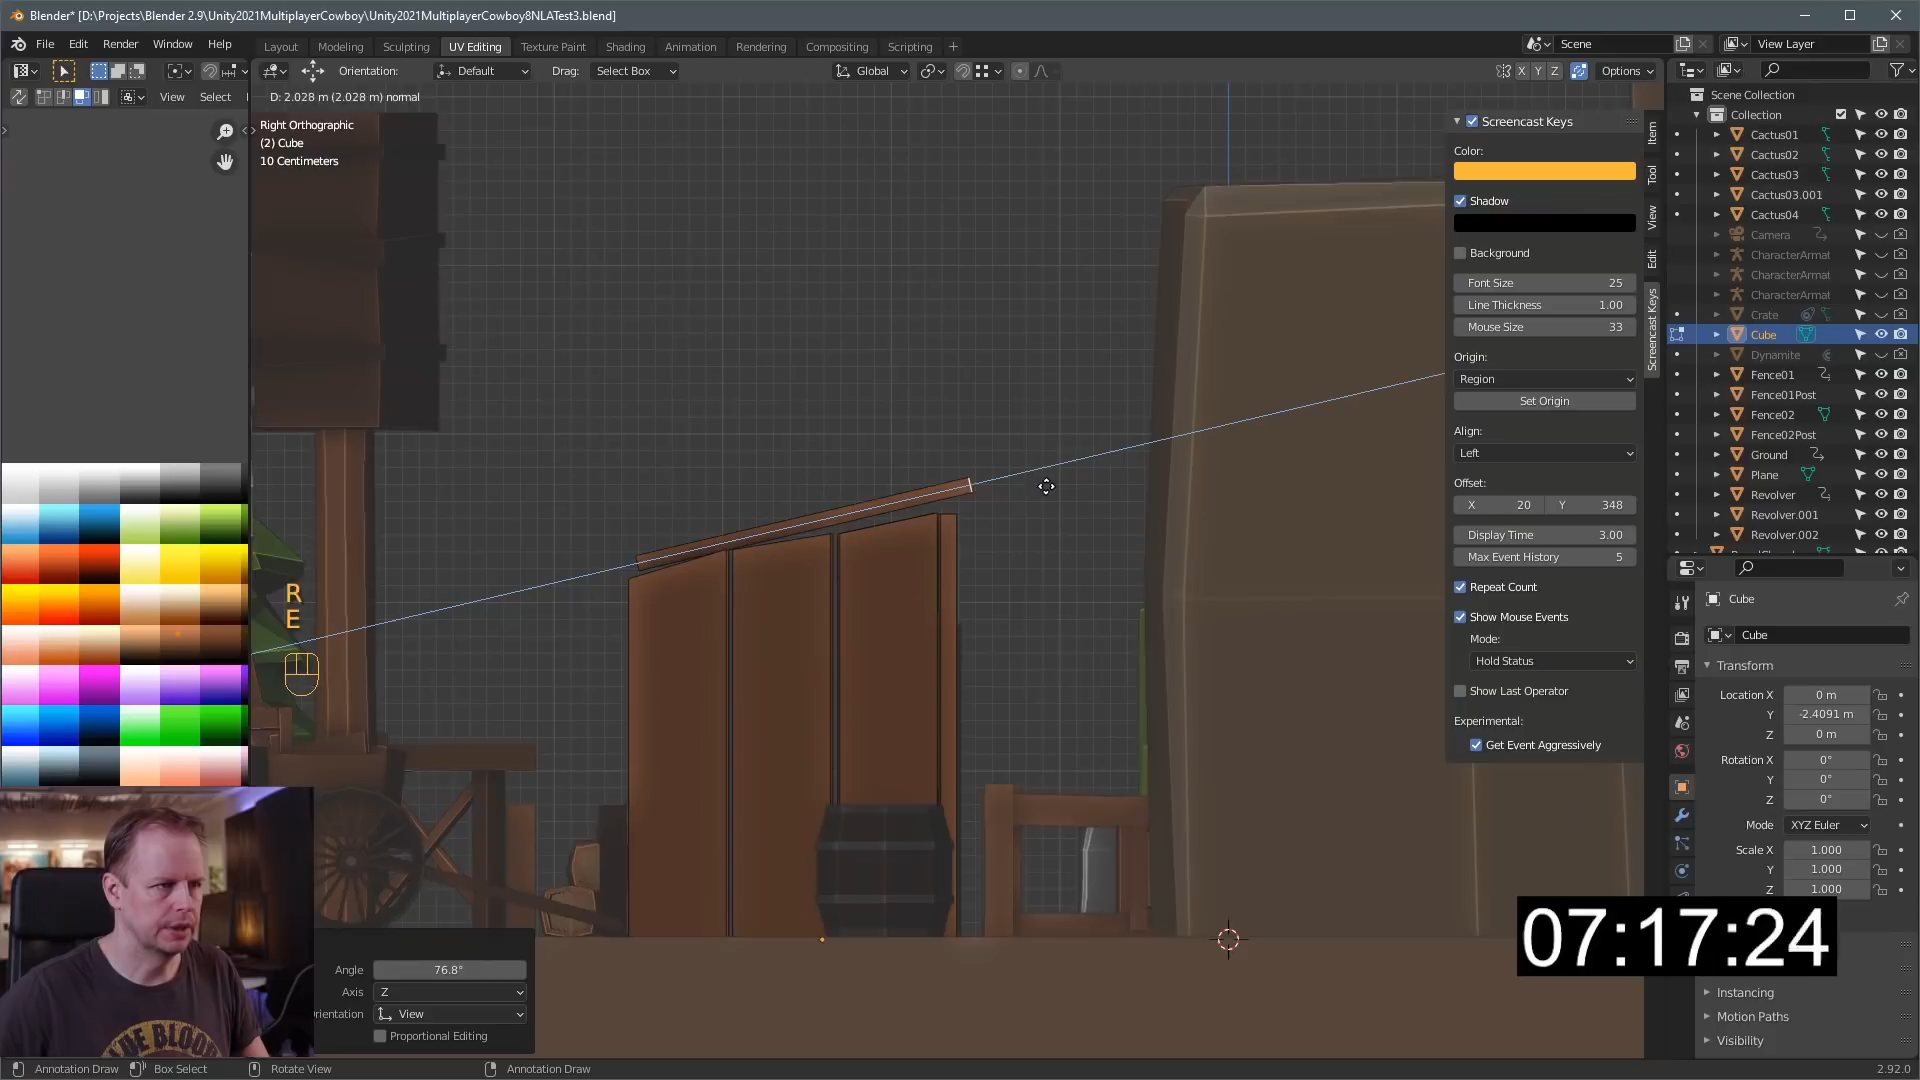 Blender* [D:\Projects\Blender 2.9\Unity2021MultiplayerCowboy\Unity2021MultiplayerCowboy8NLATest3.blend]
File Edit Render Window Help
Layout Modeling Sculpting UV Editing Texture Paint Shading Animation Rendering Compositing Scripting +
Scene
View Layer
Orientation: Default Drag: Select Box
Global
X Y Z Options
View Select
D: 2.028 m (2.028 m) normal
Right Orthographic
(2) Cube
10 Centimeters
R
E
Screencast Keys
Color:
Shadow
Background
Font Size 25
Line Thickness 1.00
Mouse Size 33
Origin:
Region
Set Origin
Align:
Left
Offset:
X 20 Y 348
Display Time 3.00
Max Event History 5
Repeat Count
Show Mouse Events
Mode:
Hold Status
Show Last Operator
Experimental:
Get Event Aggressively
Item
Tool
View
Edit
Screencast Keys
Scene Collection
Collection
Cactus01
Cactus02
Cactus03
Cactus03.001
Cactus04
Camera
CharacterArmat
CharacterArmat
CharacterArmat
Crate
Cube
Dynamite
Fence01
Fence01Post
Fence02
Fence02Post
Ground
Plane
Revolver
Revolver.001
Revolver.002
Cube
Cube
Transform
Location X 0 m
Y -2.4091 m
Z 0 m
Rotation X 0°
Y 0°
Z 0°
Mode XYZ Euler
Scale X 1.000
Y 1.000
Z 1.000
07:17:24
Instancing
Motion Paths
Visibility
Angle 76.8°
Axis Z
rientation View
Proportional Editing
Annotation Draw Box Select Rotate View Annotation Draw
2.92.0